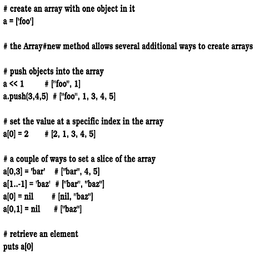 # create an array with one object in it
a = ['foo']
# the Array#new method allows several additional ways to create arrays
# push objects into the array
a << 1 # ["foo", 1]
a.push(3,4,5) # ["foo", 1, 3, 4, 5]
# set the value at a specific index in the array
a[0] = 2 # [2, 1, 3, 4, 5]
# a couple of ways to set a slice of the array
a[0,3] = 'bar' # ["bar", 4, 5]
a[1..-1] = 'baz' # ["bar", "baz"]
a[0] = nil # [nil, "baz"]
a[0,1] = nil # ["baz"]
# retrieve an element
puts a[0]